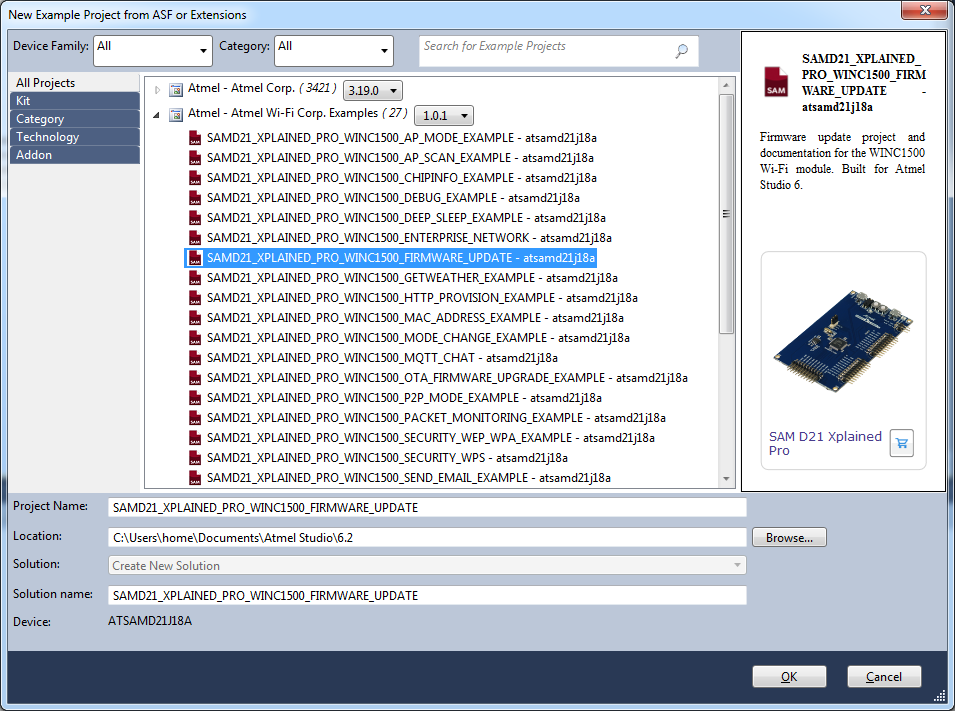 New Example Project from ASF or Extensions
Device Family: All Category: All Search for Example Projects
All Projects
Kit
Category
Technology
Addon
Atmel - Atmel Corp. (3421) 3.19.0
Atmel - Atmel Wi-Fi Corp. Examples (27) 1.0.1
SAMD21_XPLAINED_PRO_WINC1500_AP_MODE_EXAMPLE - atsamd21j18a
SAMD21_XPLAINED_PRO_WINC1500_AP_SCAN_EXAMPLE - atsamd21j18a
SAMD21_XPLAINED_PRO_WINC1500_CHIPINFO_EXAMPLE - atsamd21j18a
SAMD21_XPLAINED_PRO_WINC1500_DEBUG_EXAMPLE - atsamd21j18a
SAMD21_XPLAINED_PRO_WINC1500_DEEP_SLEEP_EXAMPLE - atsamd21j18a
SAMD21_XPLAINED_PRO_WINC1500_ENTERPRISE_NETWORK - atsamd21j18a
SAMD21_XPLAINED_PRO_WINC1500_FIRMWARE_UPDATE - atsamd21j18a
SAMD21_XPLAINED_PRO_WINC1500_GETWEATHER_EXAMPLE - atsamd21j18a
SAMD21_XPLAINED_PRO_WINC1500_HTTP_PROVISION_EXAMPLE - atsamd21j18a
SAMD21_XPLAINED_PRO_WINC1500_MAC_ADDRESS_EXAMPLE - atsamd21j18a
SAMD21_XPLAINED_PRO_WINC1500_MODE_CHANGE_EXAMPLE - atsamd21j18a
SAMD21_XPLAINED_PRO_WINC1500_MQTT_CHAT - atsamd21j18a
SAMD21_XPLAINED_PRO_WINC1500_OTA_FIRMWARE_UPGRADE_EXAMPLE - atsamd21j18a
SAMD21_XPLAINED_PRO_WINC1500_P2P_MODE_EXAMPLE - atsamd21j18a
SAMD21_XPLAINED_PRO_WINC1500_PACKET_MONITORING_EXAMPLE - atsamd21j18a
SAMD21_XPLAINED_PRO_WINC1500_SECURITY_WEP_WPA_EXAMPLE - atsamd21j18a
SAMD21_XPLAINED_PRO_WINC1500_SECURITY_WPS - atsamd21j18a
SAMD21_XPLAINED_PRO_WINC1500_SEND_EMAIL_EXAMPLE - atsamd21j18a
SAM
SAMD21_XPLAINED_
PRO_WINC1500_FIRM
WARE_UPDATE -
atsamd21j18a
Firmware update project and
documentation for the WINC1500
Wi-Fi module. Built for Atmel
Studio 6.
SAM D21 Xplained
Pro
Project Name: SAMD21_XPLAINED_PRO_WINC1500_FIRMWARE_UPDATE
Location: C:\Users\home\Documents\Atmel Studio\6.2 Browse...
Solution: Create New Solution
Solution name: SAMD21_XPLAINED_PRO_WINC1500_FIRMWARE_UPDATE
Device: ATSAMD21J18A
OK Cancel